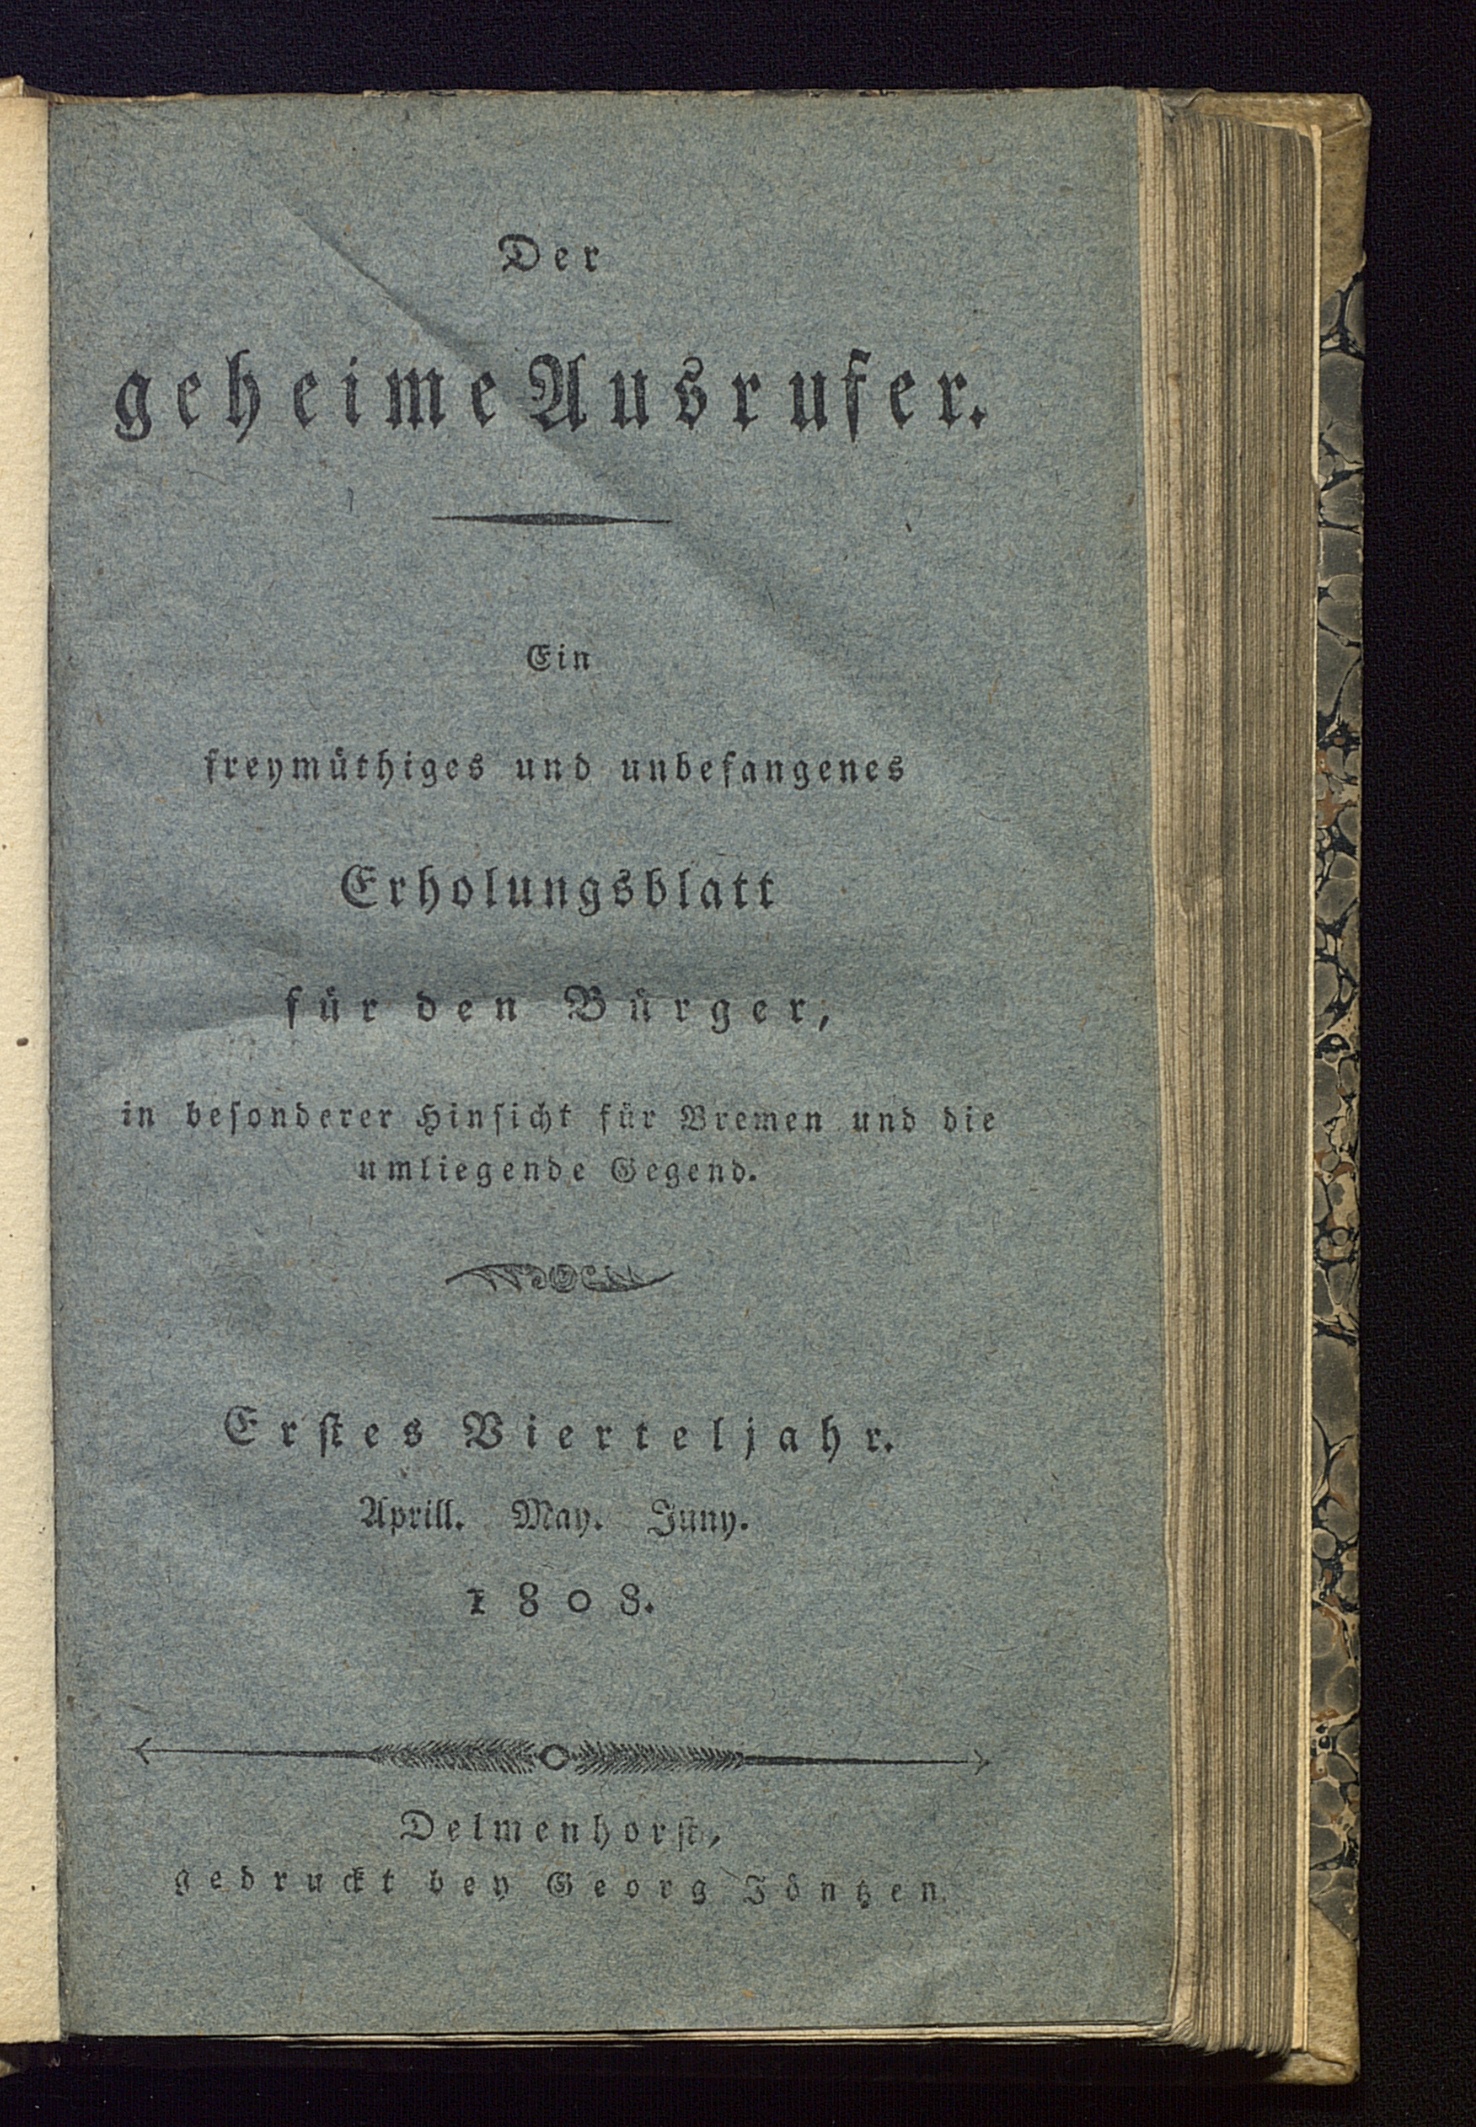 Der
geheime Ausrufer.
Ein
freymüthiges und unbefangenes
Erholungsblatt
für den Bürger,
in besonderer Hinsicht für Bremen und die
umliegende Gegend.
Erstes Vierteljahr.
Aprill. May. Juny.
1808.
Delmenhorst,
gedruckt bey Georg Jöntzen.